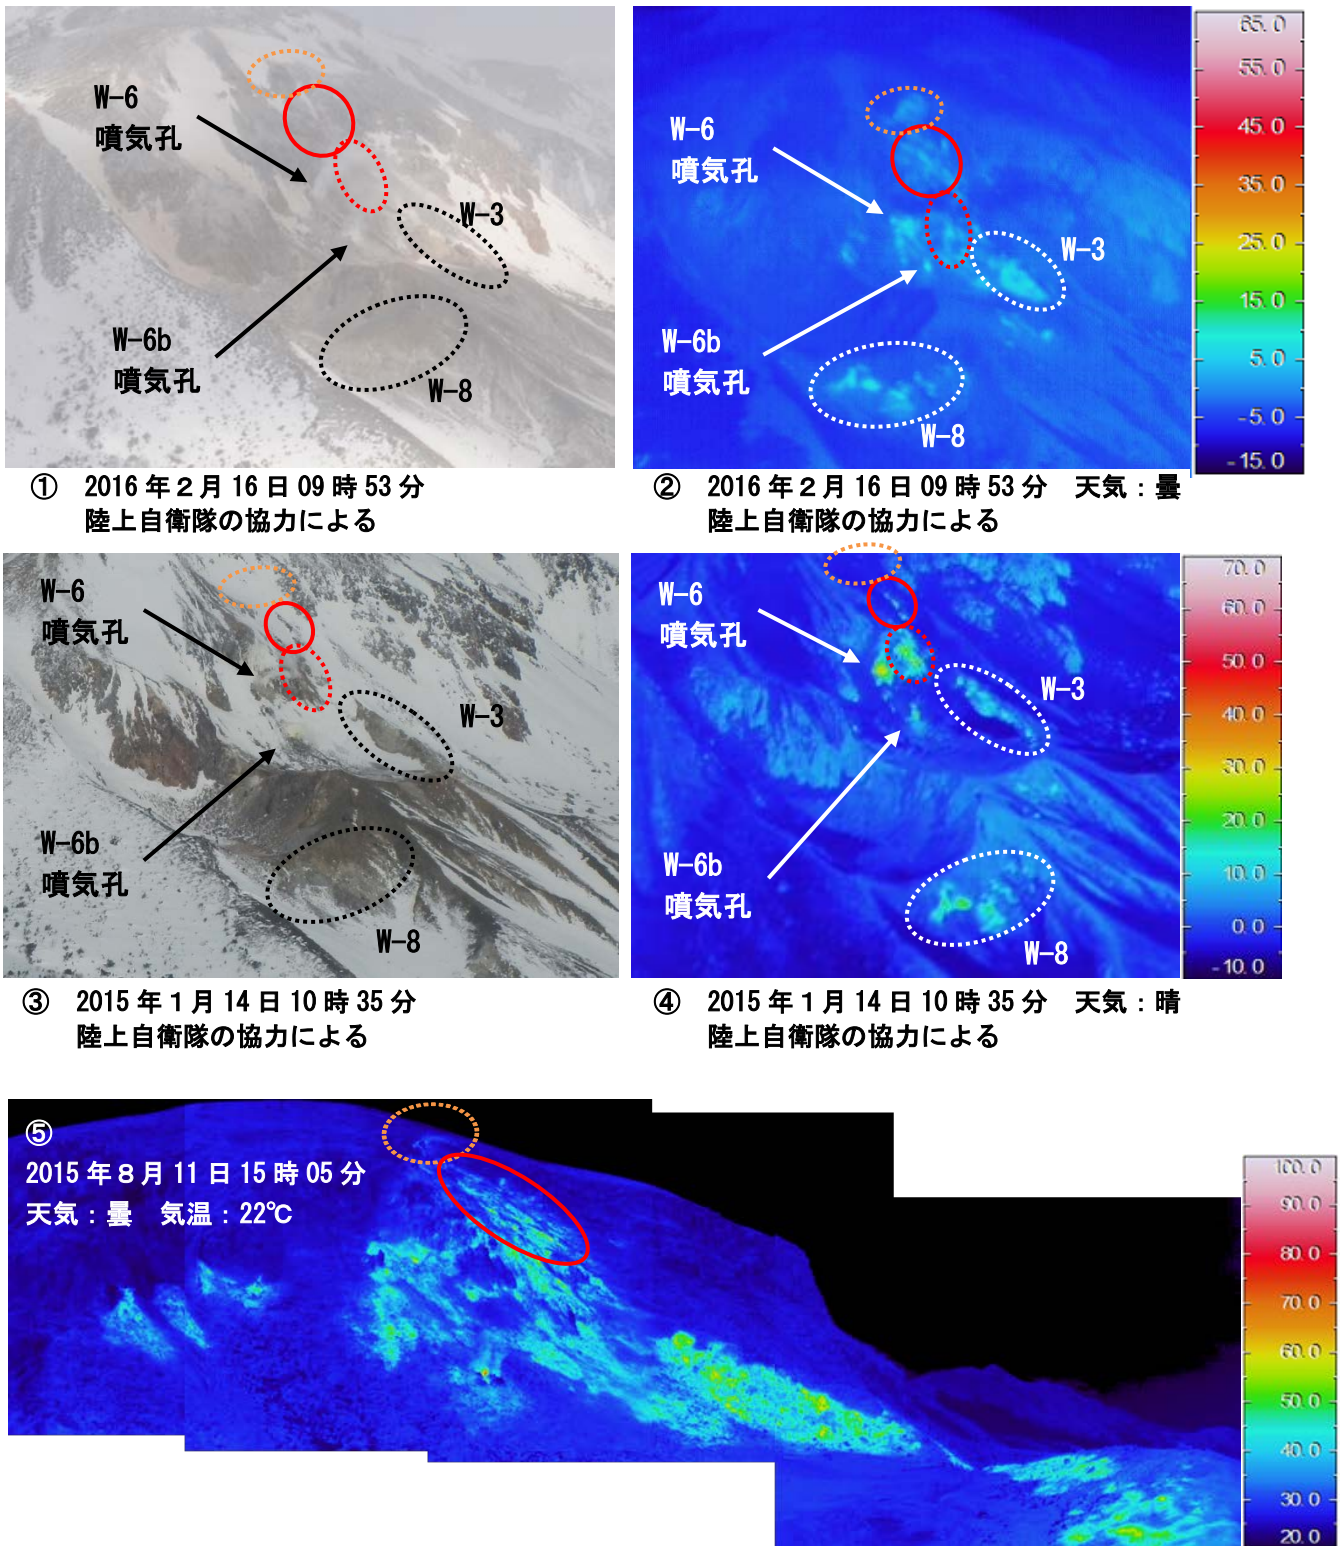 W-6
噴気孔
W-3
W-6b
噴気孔
W-8
① 2016年2月16日09時53分
陸上自衛隊の協力による
W-6
噴気孔
W-3
W-6b
噴気孔
W-8
65.0
55.0
45.0
35.0
25.0
15.0
5.0
-5.0
-15.0
② 2016年2月16日09時53分 天気：曇
陸上自衛隊の協力による
W-6
噴気孔
W-3
W-6b
噴気孔
W-8
③ 2015年1月14日10時35分
陸上自衛隊の協力による
W-6
噴気孔
W-3
W-6b
噴気孔
W-8
70.0
60.0
50.0
40.0
30.0
20.0
10.0
0.0
-10.0
④ 2015年1月14日10時35分 天気：晴
陸上自衛隊の協力による
⑤
2015年8月11日15時05分
天気：曇 気温：22℃
100.0
90.0
80.0
70.0
60.0
50.0
40.0
30.0
20.0